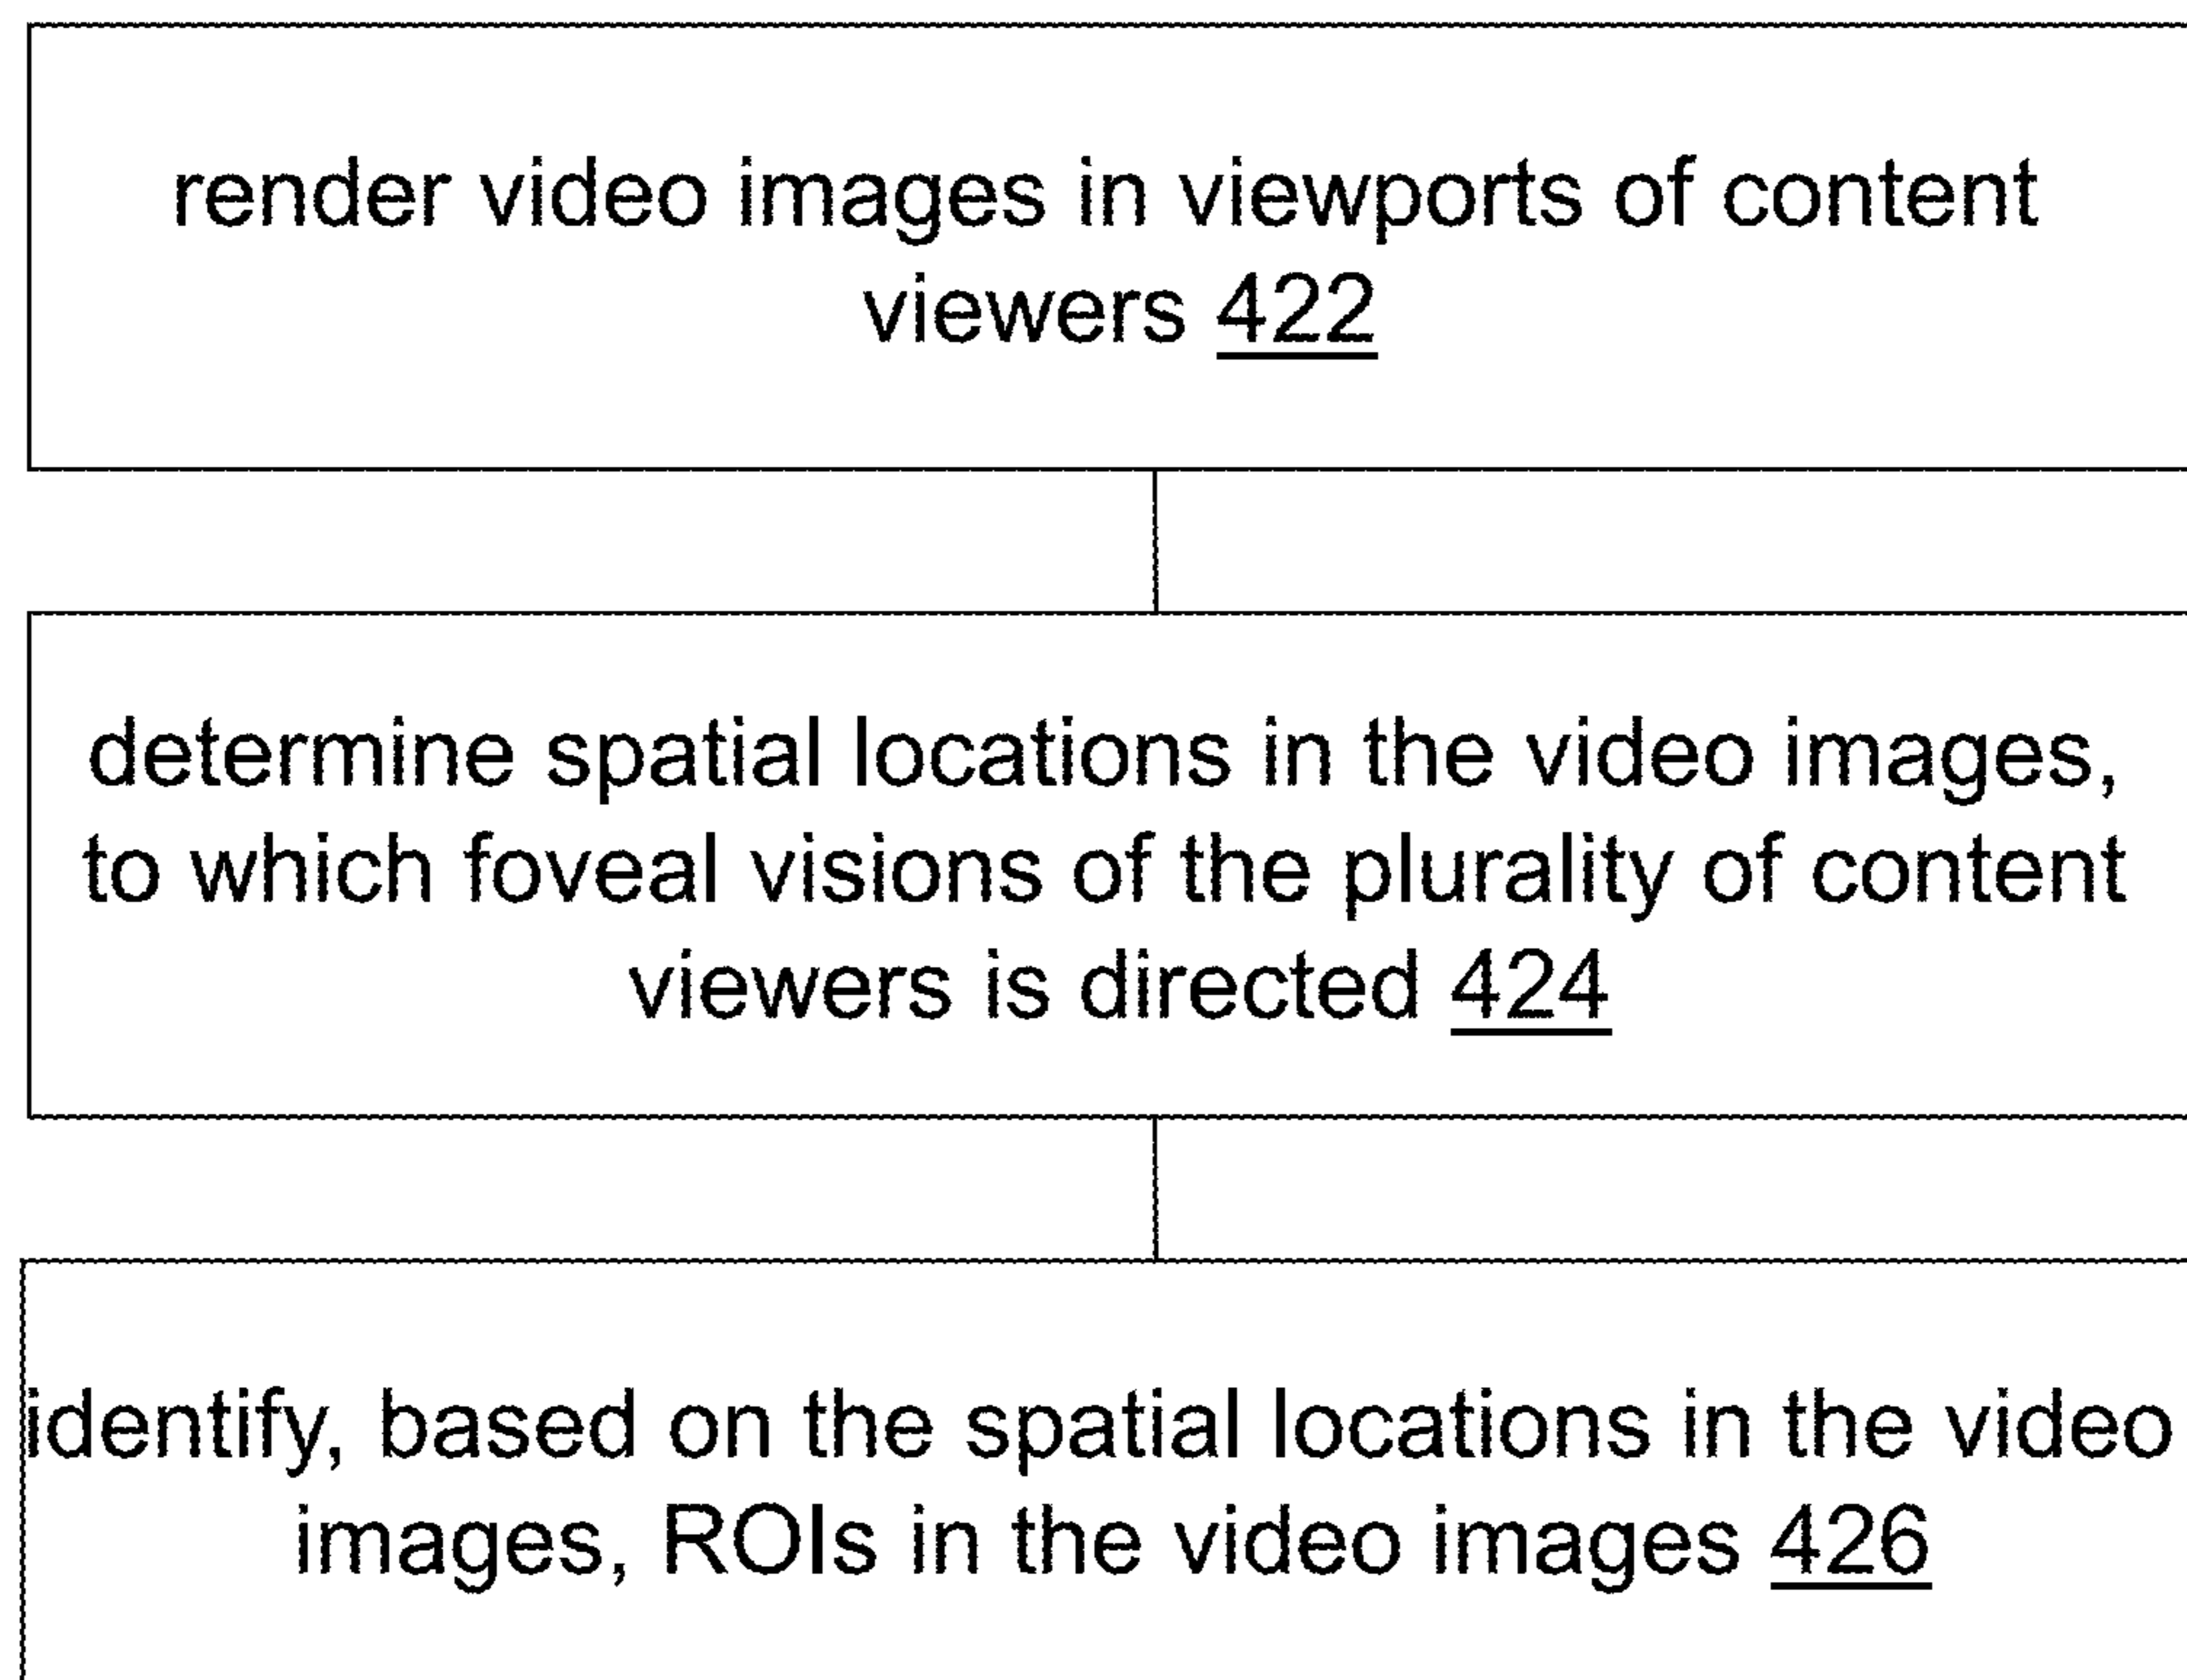 render video images in viewports of content
viewers 422
determine spatial locations in the video images,
to which foveal visions of the plurality of content
viewers is directed 424
identify, based on the spatial locations in the video
images, ROIs in the video images 426